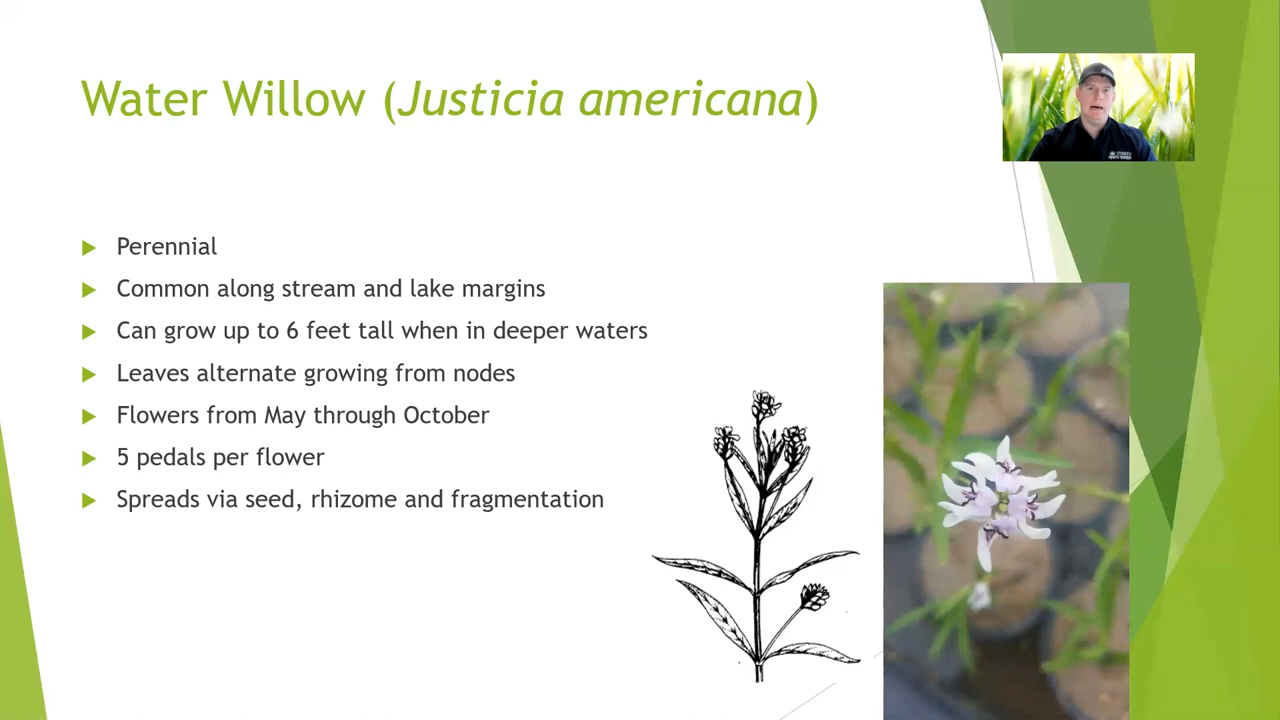 Water Willow (Justicia americana)
Perennial
Common along stream and lake margins
Can grow up to 6 feet tall when in deeper waters
Leaves alternate growing from nodes
Flowers from May through October
5 pedals per flower
Spreads via seed, rhizome and fragmentation